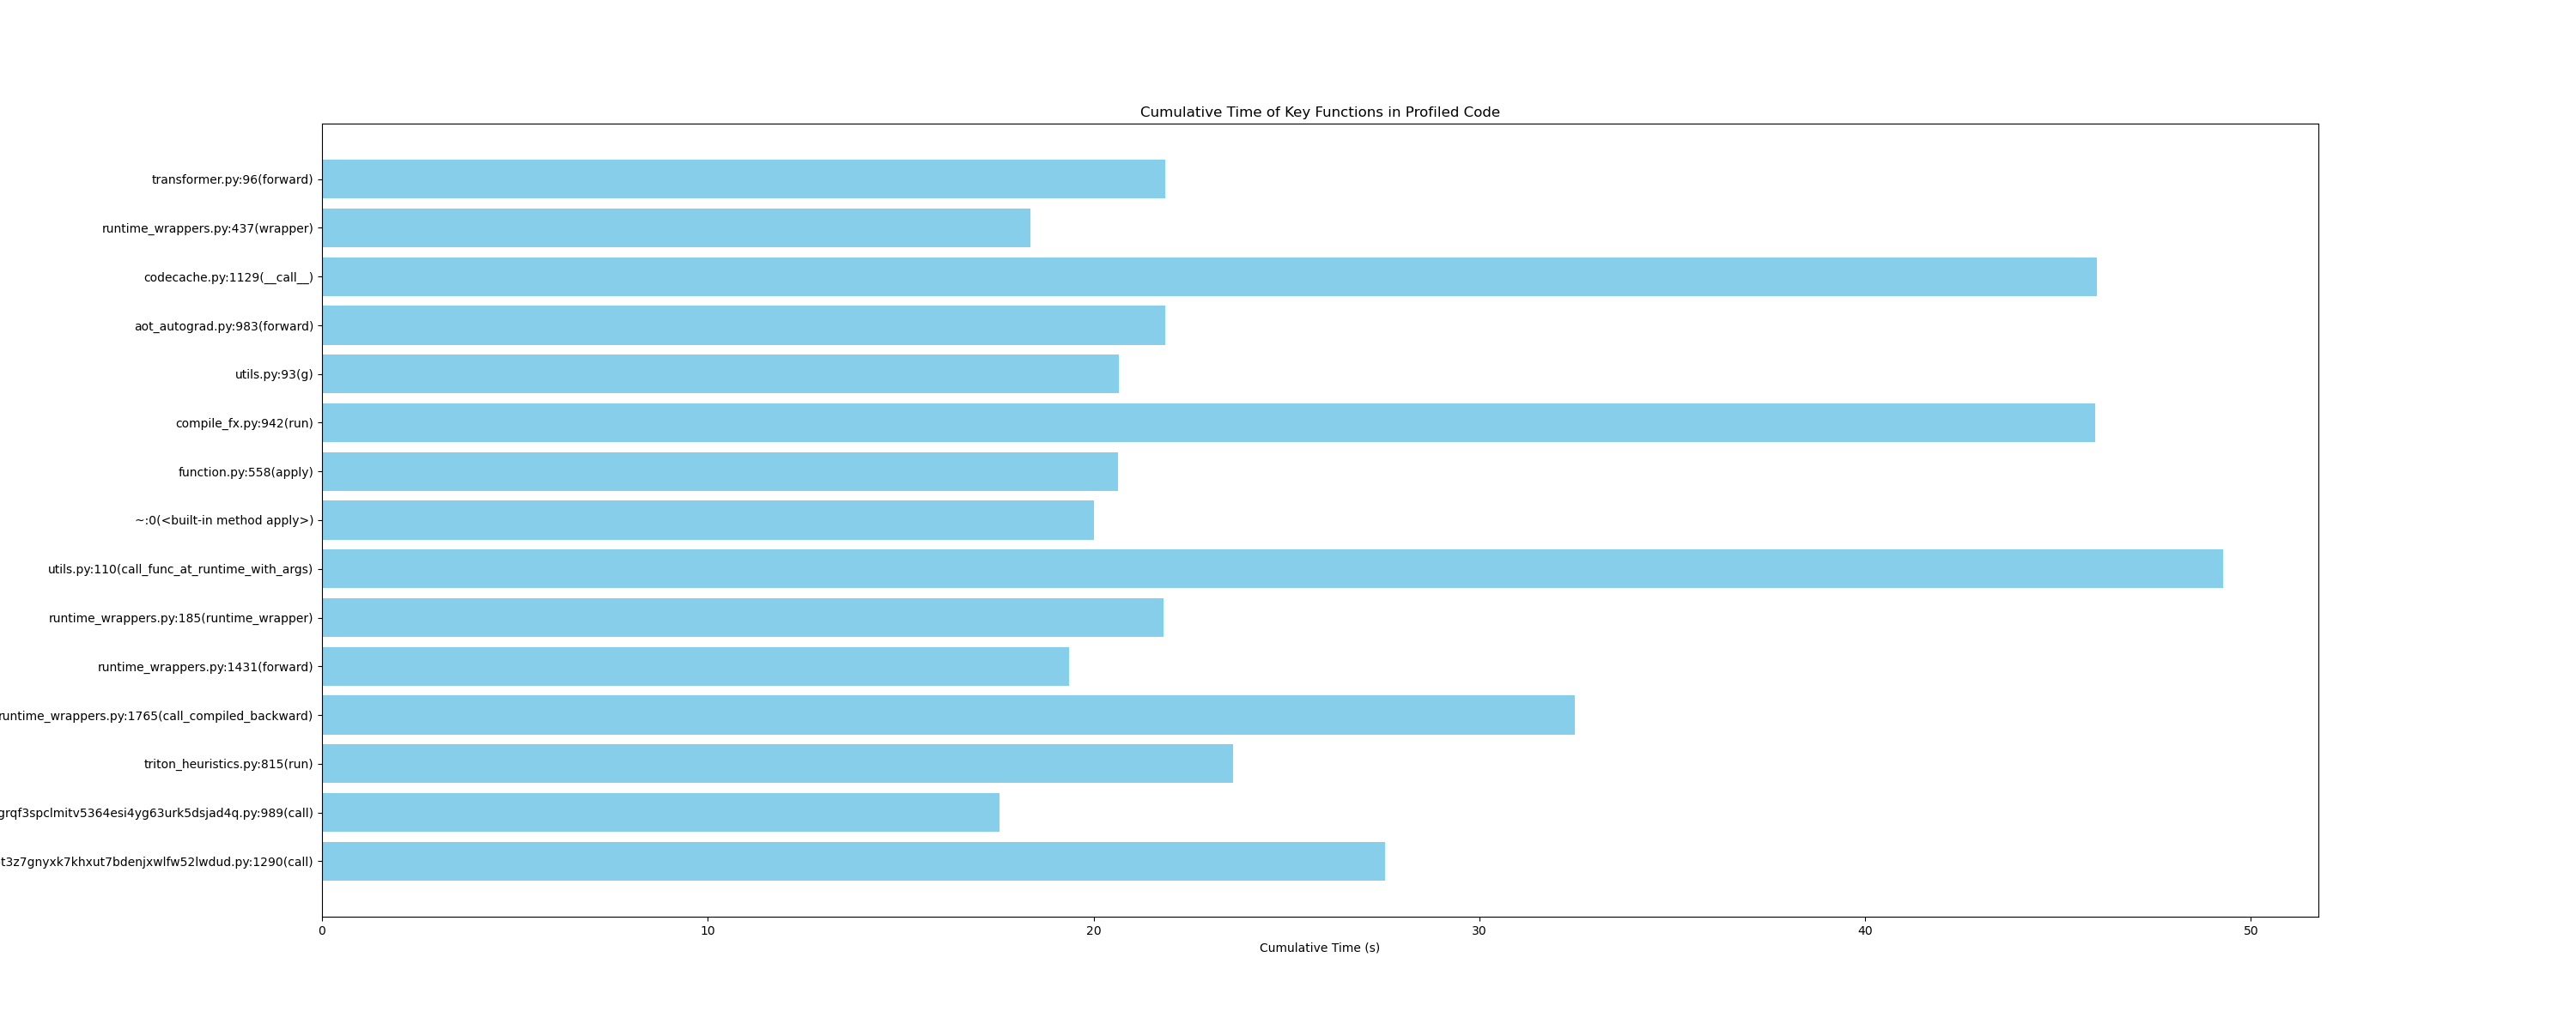 Cumulative Time of Key Functions in Profiled Code
transformer.py:96(forward)
runtime_wrappers.py:437(wrapper)
codecache.py:1129(__call__)
aot_autograd.py:983(forward)
utils.py:93(g)
compile_fx.py:942(run)
function.py:558(apply)
~:0(<built-in method apply>)
utils.py:110(call_func_at_runtime_with_args)
runtime_wrappers.py:185(runtime_wrapper)
runtime_wrappers.py:1431(forward)
runtime_wrappers.py:1765(call_compiled_backward)
triton_heuristics.py:815(run)
grqf3spclmitv5364esi4yg63urk5dsjad4q.py:989(call)
t3z7gnyxk7khxut7bdenjxwlfw52lwdud.py:1290(call)
0 10 20 30 40 50
Cumulative Time (s)